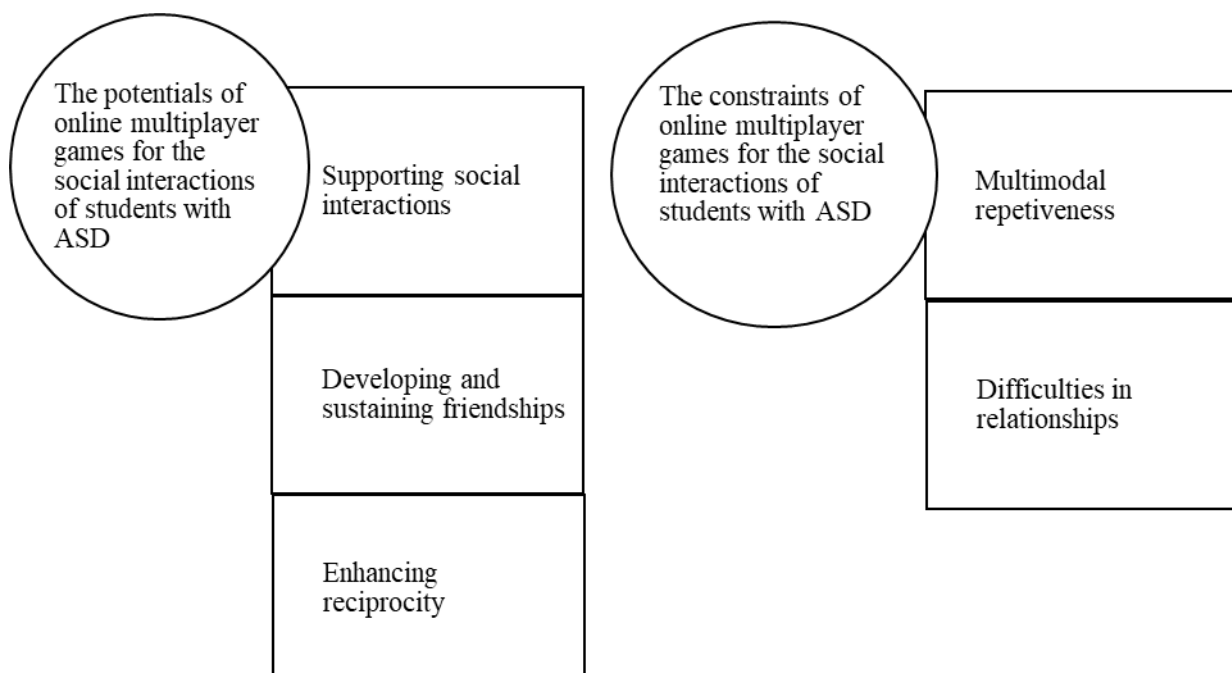 The potentials of
online multiplayer
games for the
social interactions
of students with
ASD
Supporting social
interactions
Developing and
sustaining friendships
Enhancing
reciprocity
The constraints of
online multiplayer
games for the social
interactions of
students with ASD
Multimodal
repetiveness
Difficulties in
relationships